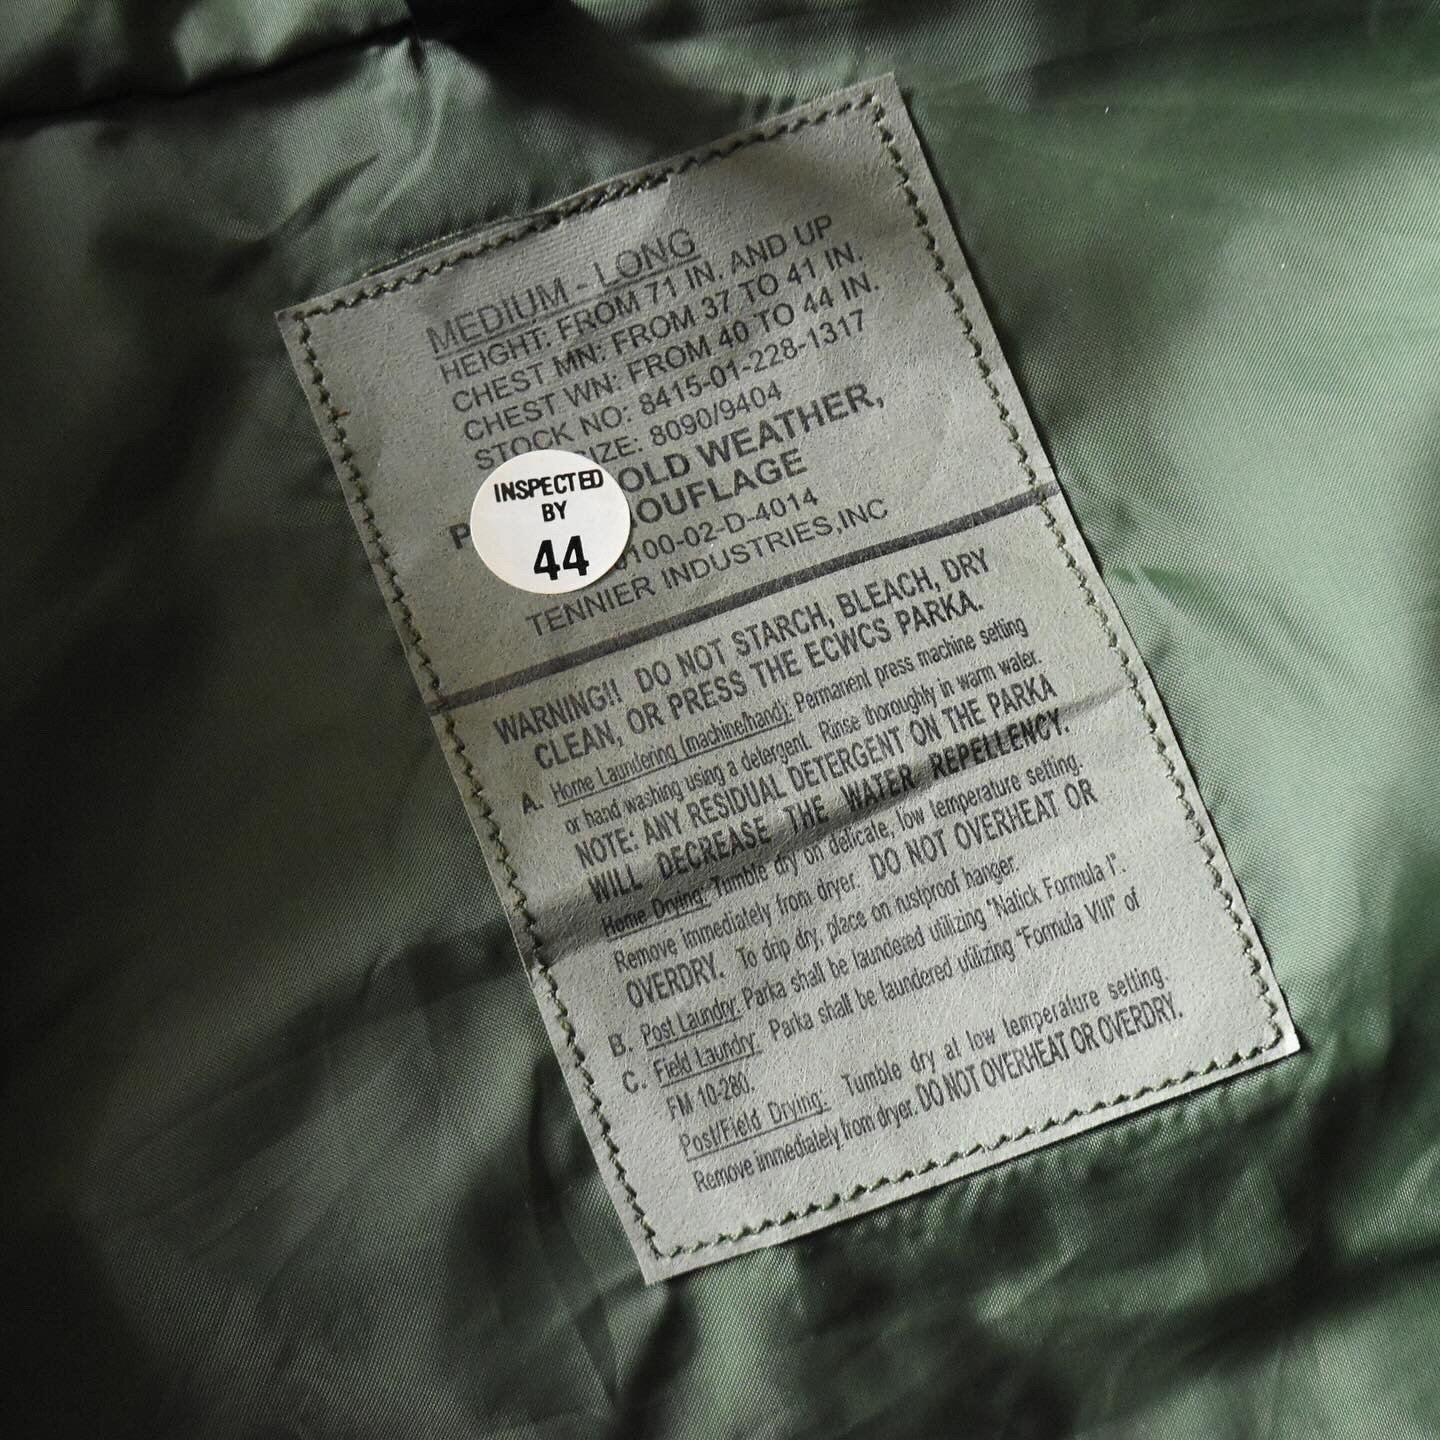 MEDIUM - LONG
HEIGHT: FROM 71 IN. AND UP
CHEST MN: FROM 37 TO 41 IN.
CHEST WN: FROM 40 TO 44 IN.
STOCK NO: 8415-01-228-1317
IZE: 8090/9404
OLD WEATHER,
P OUFLAGE
0100-02-D-4014
TENNIER INDUSTRIES,INC
INSPECTED
BY
44
WARNING!! DO NOT STARCH, BLEACH, DRY
CLEAN, OR PRESS THE ECWCS PARKA.
A. Home Laundering (machine/hand): Permanent press machine setting
or hand washing using a detergent. Rinse thoroughly in warm water.
NOTE: ANY RESIDUAL DETERGENT ON THE PARKA
WILL DECREASE THE WATER REPELLENCY.
Home Drying: Tumble dry on delicate, low temperature setting.
Remove immediately from dryer. DO NOT OVERHEAT OR
OVERDRY. To drip dry, place on rustproof hanger.
B. Post Laundry: Parka shall be laundered utilizing "Natick Formula I".
C. Field Laundry: Parka shall be laundered utilizing "Formula VIII" of
FM 10-280.
Post/Field Drying: Tumble dry at low temperature setting.
Remove immediately from dryer. DO NOT OVERHEAT OR OVERDRY.